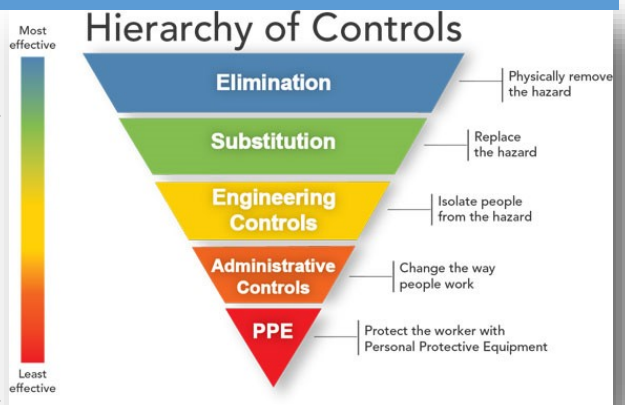 Hierarchy of Controls
Most
effective
Elimination
Physically remove
the hazard
Substitution
Replace
the hazard
Engineering
Controls
Isolate people
from the hazard
Administrative
Controls
Change the way
people work
PPE
Protect the worker with
Personal Protective Equipment
Least
effective